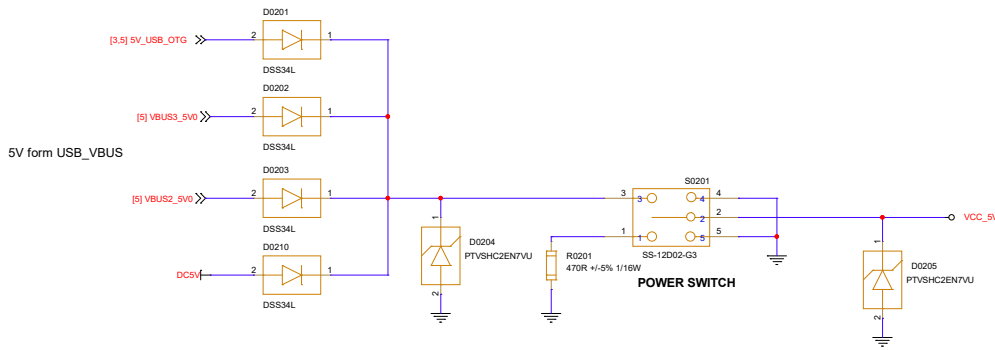 D0201
[3,5] 5V_USB_OTG
2
1
DSS34L
D0202
[5] VBUS3_5V0
2
1
DSS34L
5V form USB_VBUS
D0203
[5] VBUS2_5V0
2
1
DSS34L
D0210
DC5V
2
1
DSS34L
1
D0204
PTVSHC2EN7VU
2
S0201
3
3
4
4
2
2
1
1
5
5
SS-12D02-G3
R0201
470R +/-5% 1/16W
POWER SWITCH
VCC_5V
1
D0205
PTVSHC2EN7VU
2